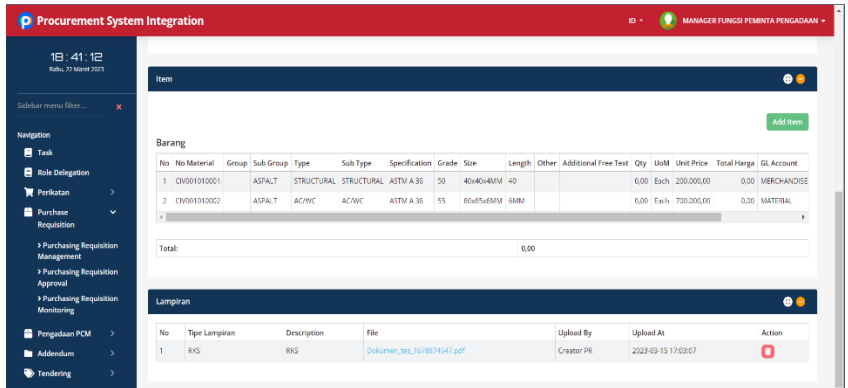 Procurement System Integration
ID
MANAGER FUNGSI PEMINTA PENGADAAN
18:41:12
Rabu, 22 Maret 2023
Sidebar menu filter...
x
Navigation
Task
Role Delegation
Perikatan
Purchase Requisition
Purchasing Requisition Management
Purchasing Requisition Approval
Purchasing Requisition Monitoring
Pengadaan PCM
Addendum
Tendering
Item
Add Item
Barang
No No Material Group Sub Group Type Sub Type Specification Grade Size Length Other Additional Free Text Qty UoM Unit Price Total Harga GL Account
1 CIV001010001 ASPALT STRUCTURAL STRUCTURAL ASTM A 36 50 40x40x4MM 40 0,00 Each 200.000,00 0,00 MERCHANDISE
2 CIV001010002 ASPALT AC/WC AC/WC ASTM A 36 55 60x65x6MM 6MM 0,00 Each 700.000,00 0,00 MATERIAL
Total: 0,00
Lampiran
No Tipe Lampiran Description File Upload By Upload At Action
1 RKS RKS Dokumen_tes_1678874547.pdf Creator PR 2023-03-15 17:03:07